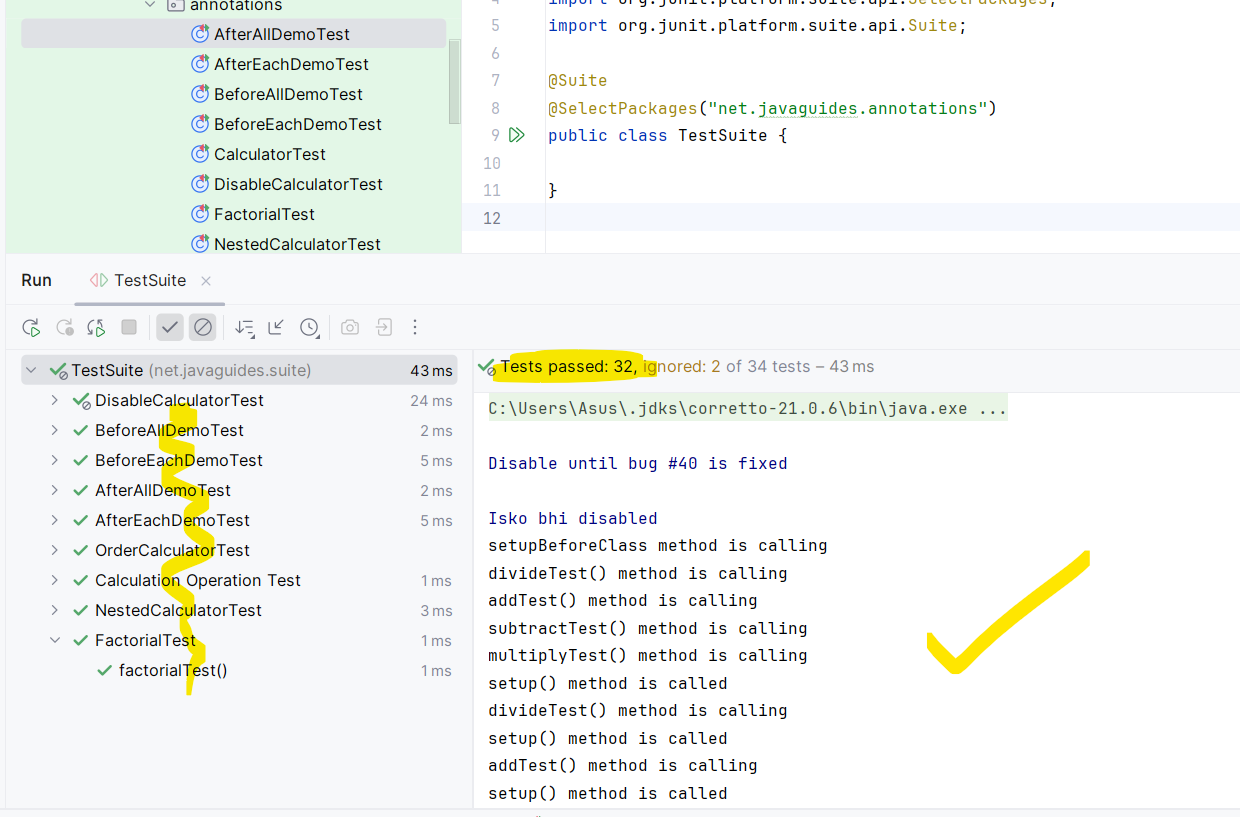 annotations
AfterAllDemoTest
AfterEachDemoTest
BeforeAllDemoTest
BeforeEachDemoTest
CalculatorTest
DisableCalculatorTest
FactorialTest
NestedCalculatorTest
4 import org.junit.platform.suite.api.SelectPackages;
5 import org.junit.platform.suite.api.Suite;
6
7 @Suite
8 @SelectPackages("net.javaguides.annotations")
9 public class TestSuite {
10
11 }
12
Run TestSuite
TestSuite (net.javaguides.suite) 43 ms
DisableCalculatorTest 24 ms
BeforeAllDemoTest 2 ms
BeforeEachDemoTest 5 ms
AfterAllDemoTest 2 ms
AfterEachDemoTest 5 ms
OrderCalculatorTest
Calculation Operation Test 1 ms
NestedCalculatorTest 3 ms
FactorialTest 1 ms
factorialTest() 1 ms
Tests passed: 32, ignored: 2 of 34 tests – 43 ms
C:\Users\Asus\.jdks\corretto-21.0.6\bin\java.exe ...
Disable until bug #40 is fixed
Isko bhi disabled
setupBeforeClass method is calling
divideTest() method is calling
addTest() method is calling
subtractTest() method is calling
multiplyTest() method is calling
setup() method is called
divideTest() method is calling
setup() method is called
addTest() method is calling
setup() method is called